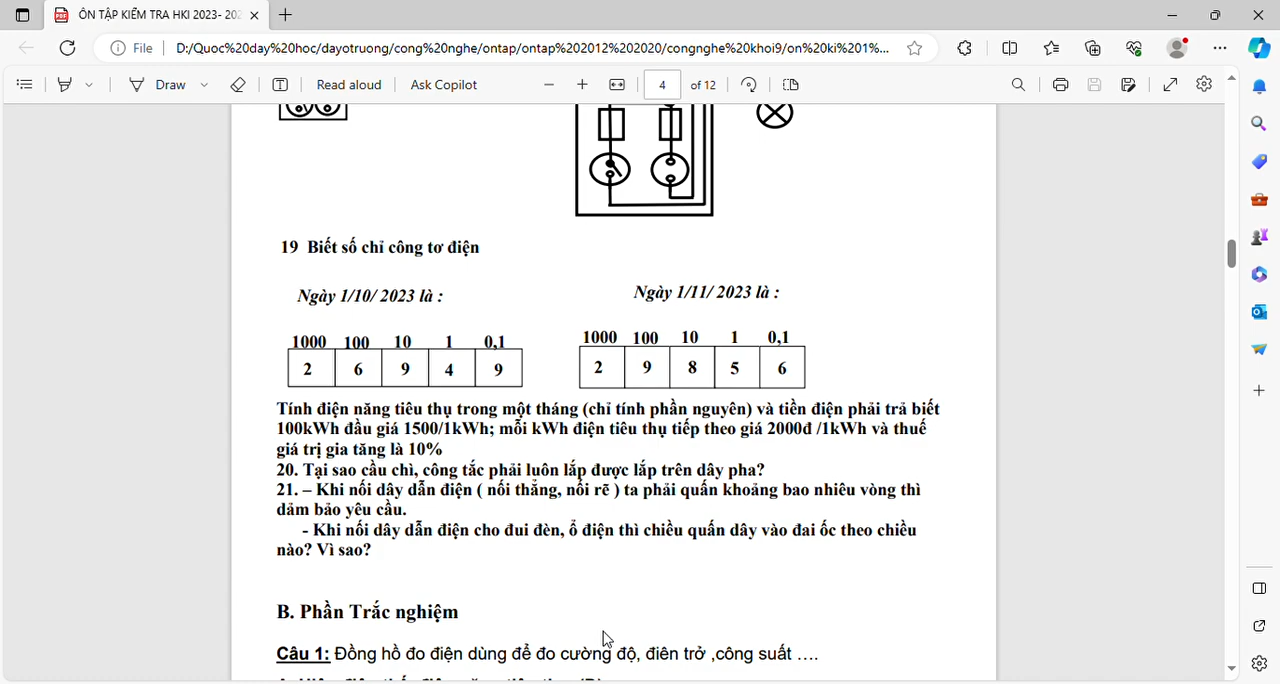 ÔN TẬP KIỂM TRA HKI 2023- 202
File D:/Quoc%20day%20hoc/dayotruong/cong%20nghe/ontap/ontap%202012%202020/congnghe%20khoi9/on%20ki%201%...
Draw Read aloud Ask Copilot 4 of 12
19 Biết số chỉ công tơ điện
Ngày 1/10/ 2023 là : Ngày 1/11/ 2023 là :
1000 100 10 1 0,1 1000 100 10 1 0,1
2 6 9 4 9 2 9 8 5 6
Tính điện năng tiêu thụ trong một tháng (chỉ tính phần nguyên) và tiền điện phải trả biết
100kWh đầu giá 1500/1kWh; mỗi kWh điện tiêu thụ tiếp theo giá 2000đ /1kWh và thuế
giá trị gia tăng là 10%
20. Tại sao cầu chì, công tắc phải luôn lắp được lắp trên dây pha?
21. – Khi nối dây dẫn điện ( nối thẳng, nối rẽ ) ta phải quấn khoảng bao nhiêu vòng thì
dảm bảo yêu cầu.
- Khi nối dây dẫn điện cho đui đèn, ổ điện thì chiều quấn dây vào đai ốc theo chiều
nào? Vì sao?
B. Phần Trắc nghiệm
Câu 1: Đồng hồ đo điện dùng để đo cường độ, điên trở ,công suất ….